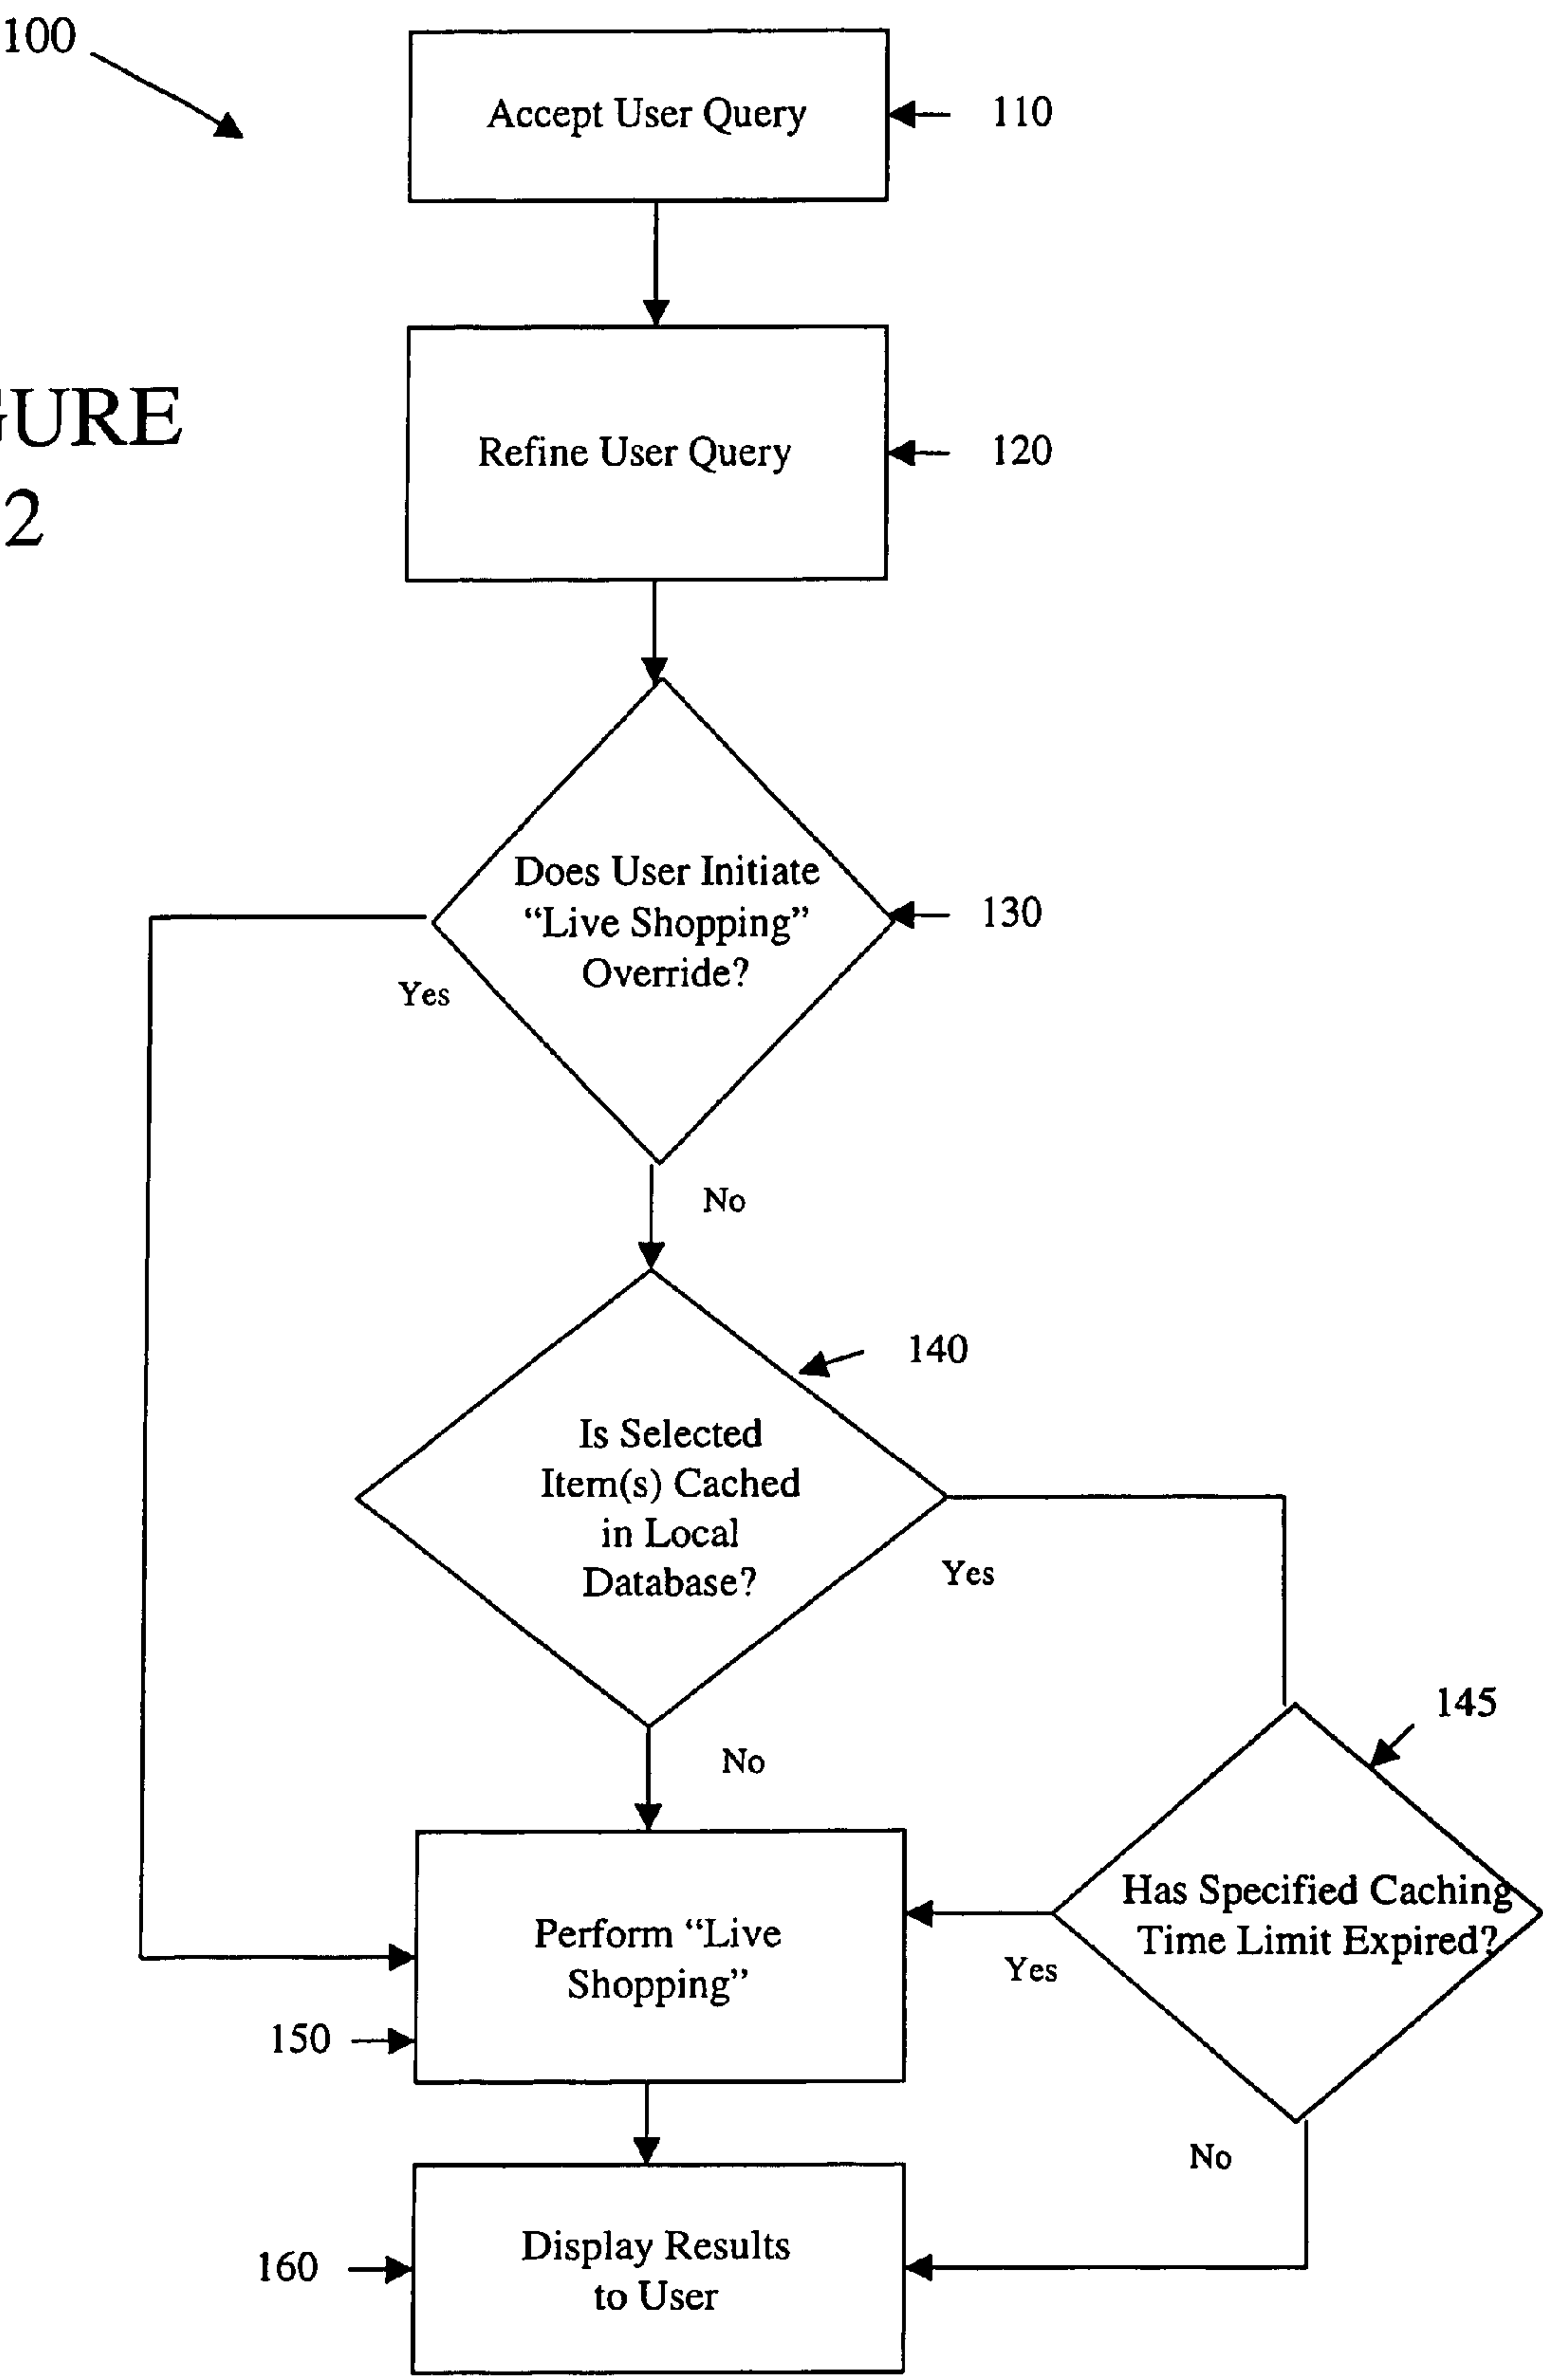 100
Accept User Query
110
GURE
2
Refine User Query
120
Does User Initiate
“Live Shopping”
Override?
130
Yes
No
140
Is Selected
Item(s) Cached
in Local
Database?
Yes
145
No
Has Specified Caching
Time Limit Expired?
Perform “Live
Shopping”
Yes
150
No
Display Results
to User
160